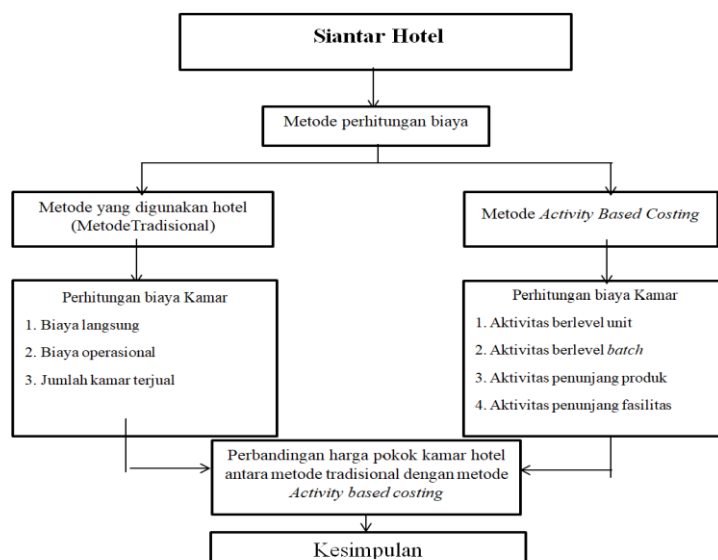 Siantar Hotel
Metode perhitungan biaya
Metode yang digunakan hotel
(MetodeTradisional)
Metode Activity Based Costing
Perhitungan biaya Kamar
1. Biaya langsung
2. Biaya operasional
3. Jumlah kamar terjual
Perhitungan biaya Kamar
1. Aktivitas berlevel unit
2. Aktivitas berlevel batch
3. Aktivitas penunjang produk
4. Aktivitas penunjang fasilitas
Perbandingan harga pokok kamar hotel
antara metode tradisional dengan metode
Activity based costing
Kesimpulan